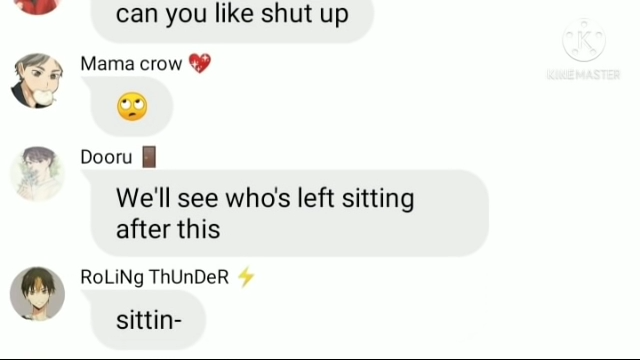 can you like shut up
Mama crow 💖
🙄
Dooru 🚪
We'll see who's left sitting
after this
RoLiNg ThUnDeR ⚡
sittin-
KINEMASTER